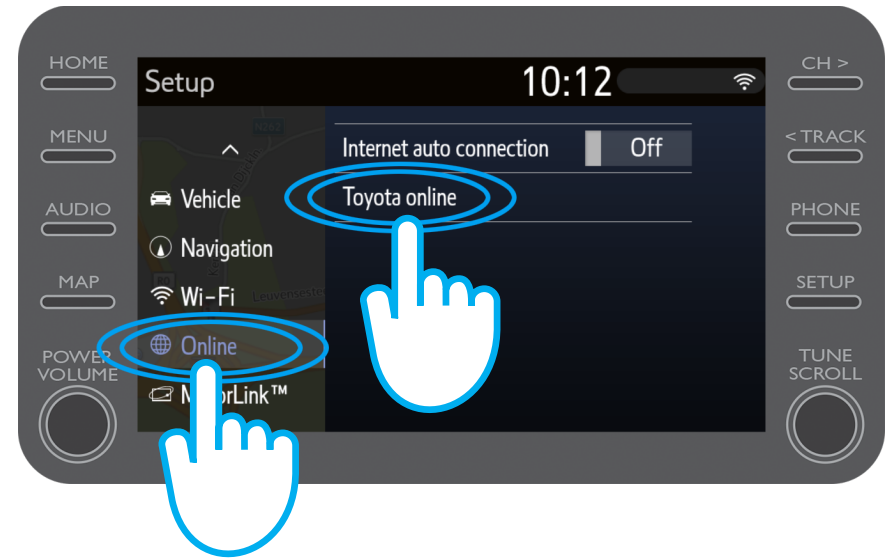 HOME
MENU
AUDIO
MAP
POWER
VOLUME
Setup
10:12
N262
Vehicle
Navigation
Wi-Fi
Online
Internet auto connection
Off
Toyota online
CH >
< TRACK
PHONE
SETUP
TUNE
SCROLL